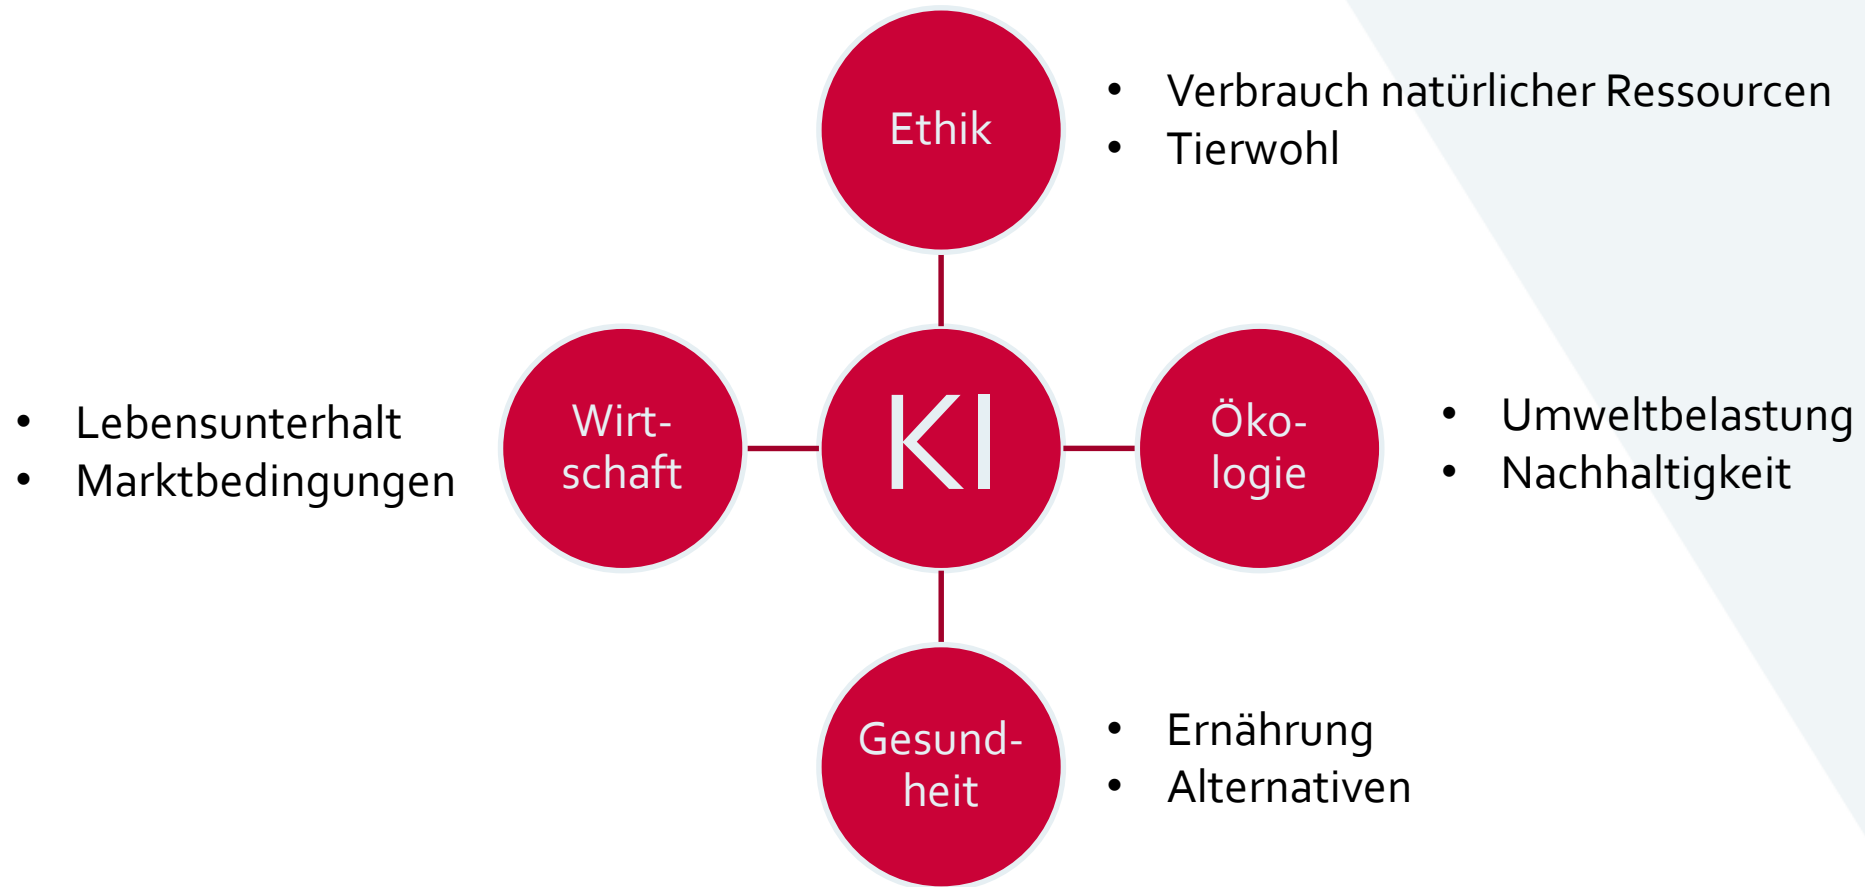 Ethik
• Verbrauch natürlicher Ressourcen
• Tierwohl
• Lebensunterhalt
• Marktbedingungen
Wirt-
schaft
KI
Öko-
logie
• Umweltbelastung
• Nachhaltigkeit
Gesund-
heit
• Ernährung
• Alternativen